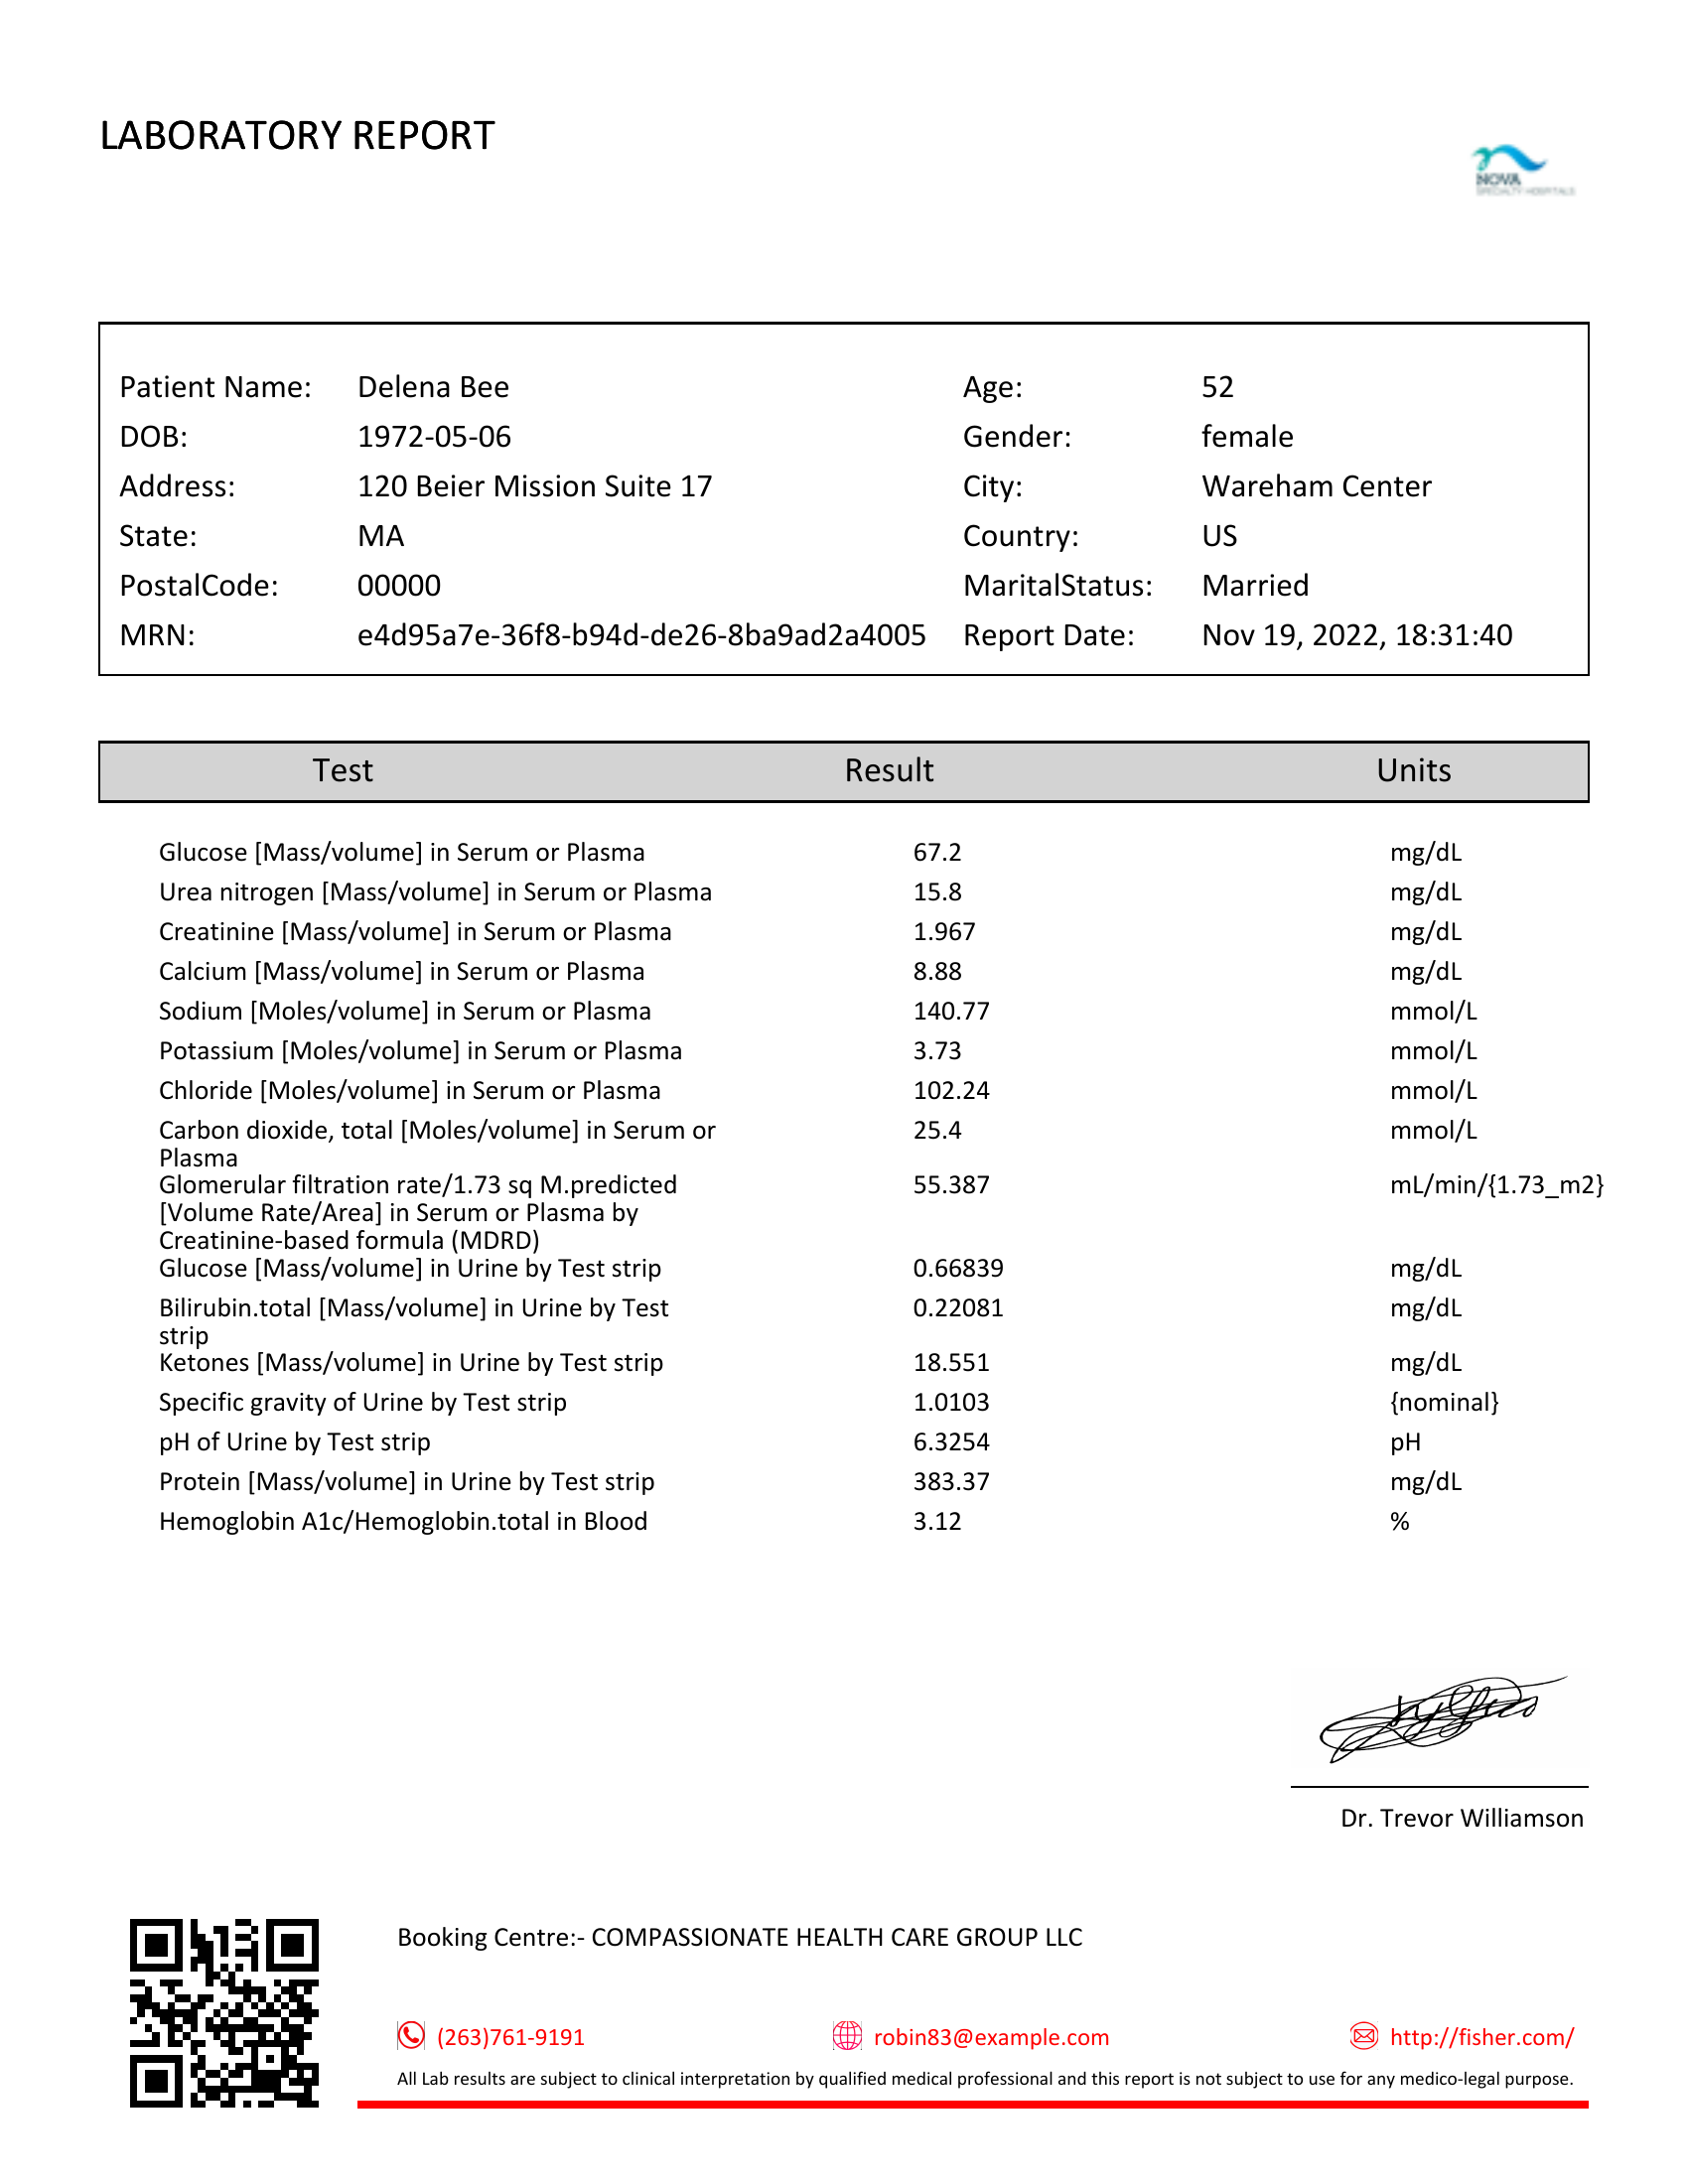 LABORATORY REPORT
NOVA
SPECIALTY HOSPITALS
Patient Name: Delena Bee Age: 52
DOB: 1972-05-06 Gender: female
Address: 120 Beier Mission Suite 17 City: Wareham Center
State: MA Country: US
PostalCode: 00000 MaritalStatus: Married
MRN: e4d95a7e-36f8-b94d-de26-8ba9ad2a4005 Report Date: Nov 19, 2022, 18:31:40
Test Result Units
Glucose [Mass/volume] in Serum or Plasma 67.2 mg/dL
Urea nitrogen [Mass/volume] in Serum or Plasma 15.8 mg/dL
Creatinine [Mass/volume] in Serum or Plasma 1.967 mg/dL
Calcium [Mass/volume] in Serum or Plasma 8.88 mg/dL
Sodium [Moles/volume] in Serum or Plasma 140.77 mmol/L
Potassium [Moles/volume] in Serum or Plasma 3.73 mmol/L
Chloride [Moles/volume] in Serum or Plasma 102.24 mmol/L
Carbon dioxide, total [Moles/volume] in Serum or 25.4 mmol/L
Plasma
Glomerular filtration rate/1.73 sq M.predicted 55.387 mL/min/{1.73_m2}
[Volume Rate/Area] in Serum or Plasma by
Creatinine-based formula (MDRD)
Glucose [Mass/volume] in Urine by Test strip 0.66839 mg/dL
Bilirubin.total [Mass/volume] in Urine by Test 0.22081 mg/dL
strip
Ketones [Mass/volume] in Urine by Test strip 18.551 mg/dL
Specific gravity of Urine by Test strip 1.0103 {nominal}
pH of Urine by Test strip 6.3254 pH
Protein [Mass/volume] in Urine by Test strip 383.37 mg/dL
Hemoglobin A1c/Hemoglobin.total in Blood 3.12 %
Dr. Trevor Williamson
Booking Centre:- COMPASSIONATE HEALTH CARE GROUP LLC
(263)761-9191 robin83@example.com http://fisher.com/
All Lab results are subject to clinical interpretation by qualified medical professional and this report is not subject to use for any medico-legal purpose.